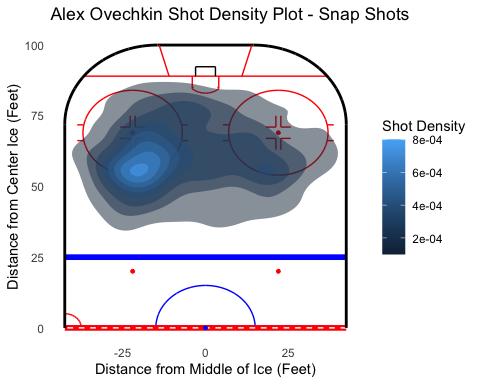 Alex Ovechkin Shot Density Plot - Snap Shots
100
75
50
25
0
Distance from Center Ice (Feet)
-25 0 25
Distance from Middle of Ice (Feet)
Shot Density
8e-04
6e-04
4e-04
2e-04